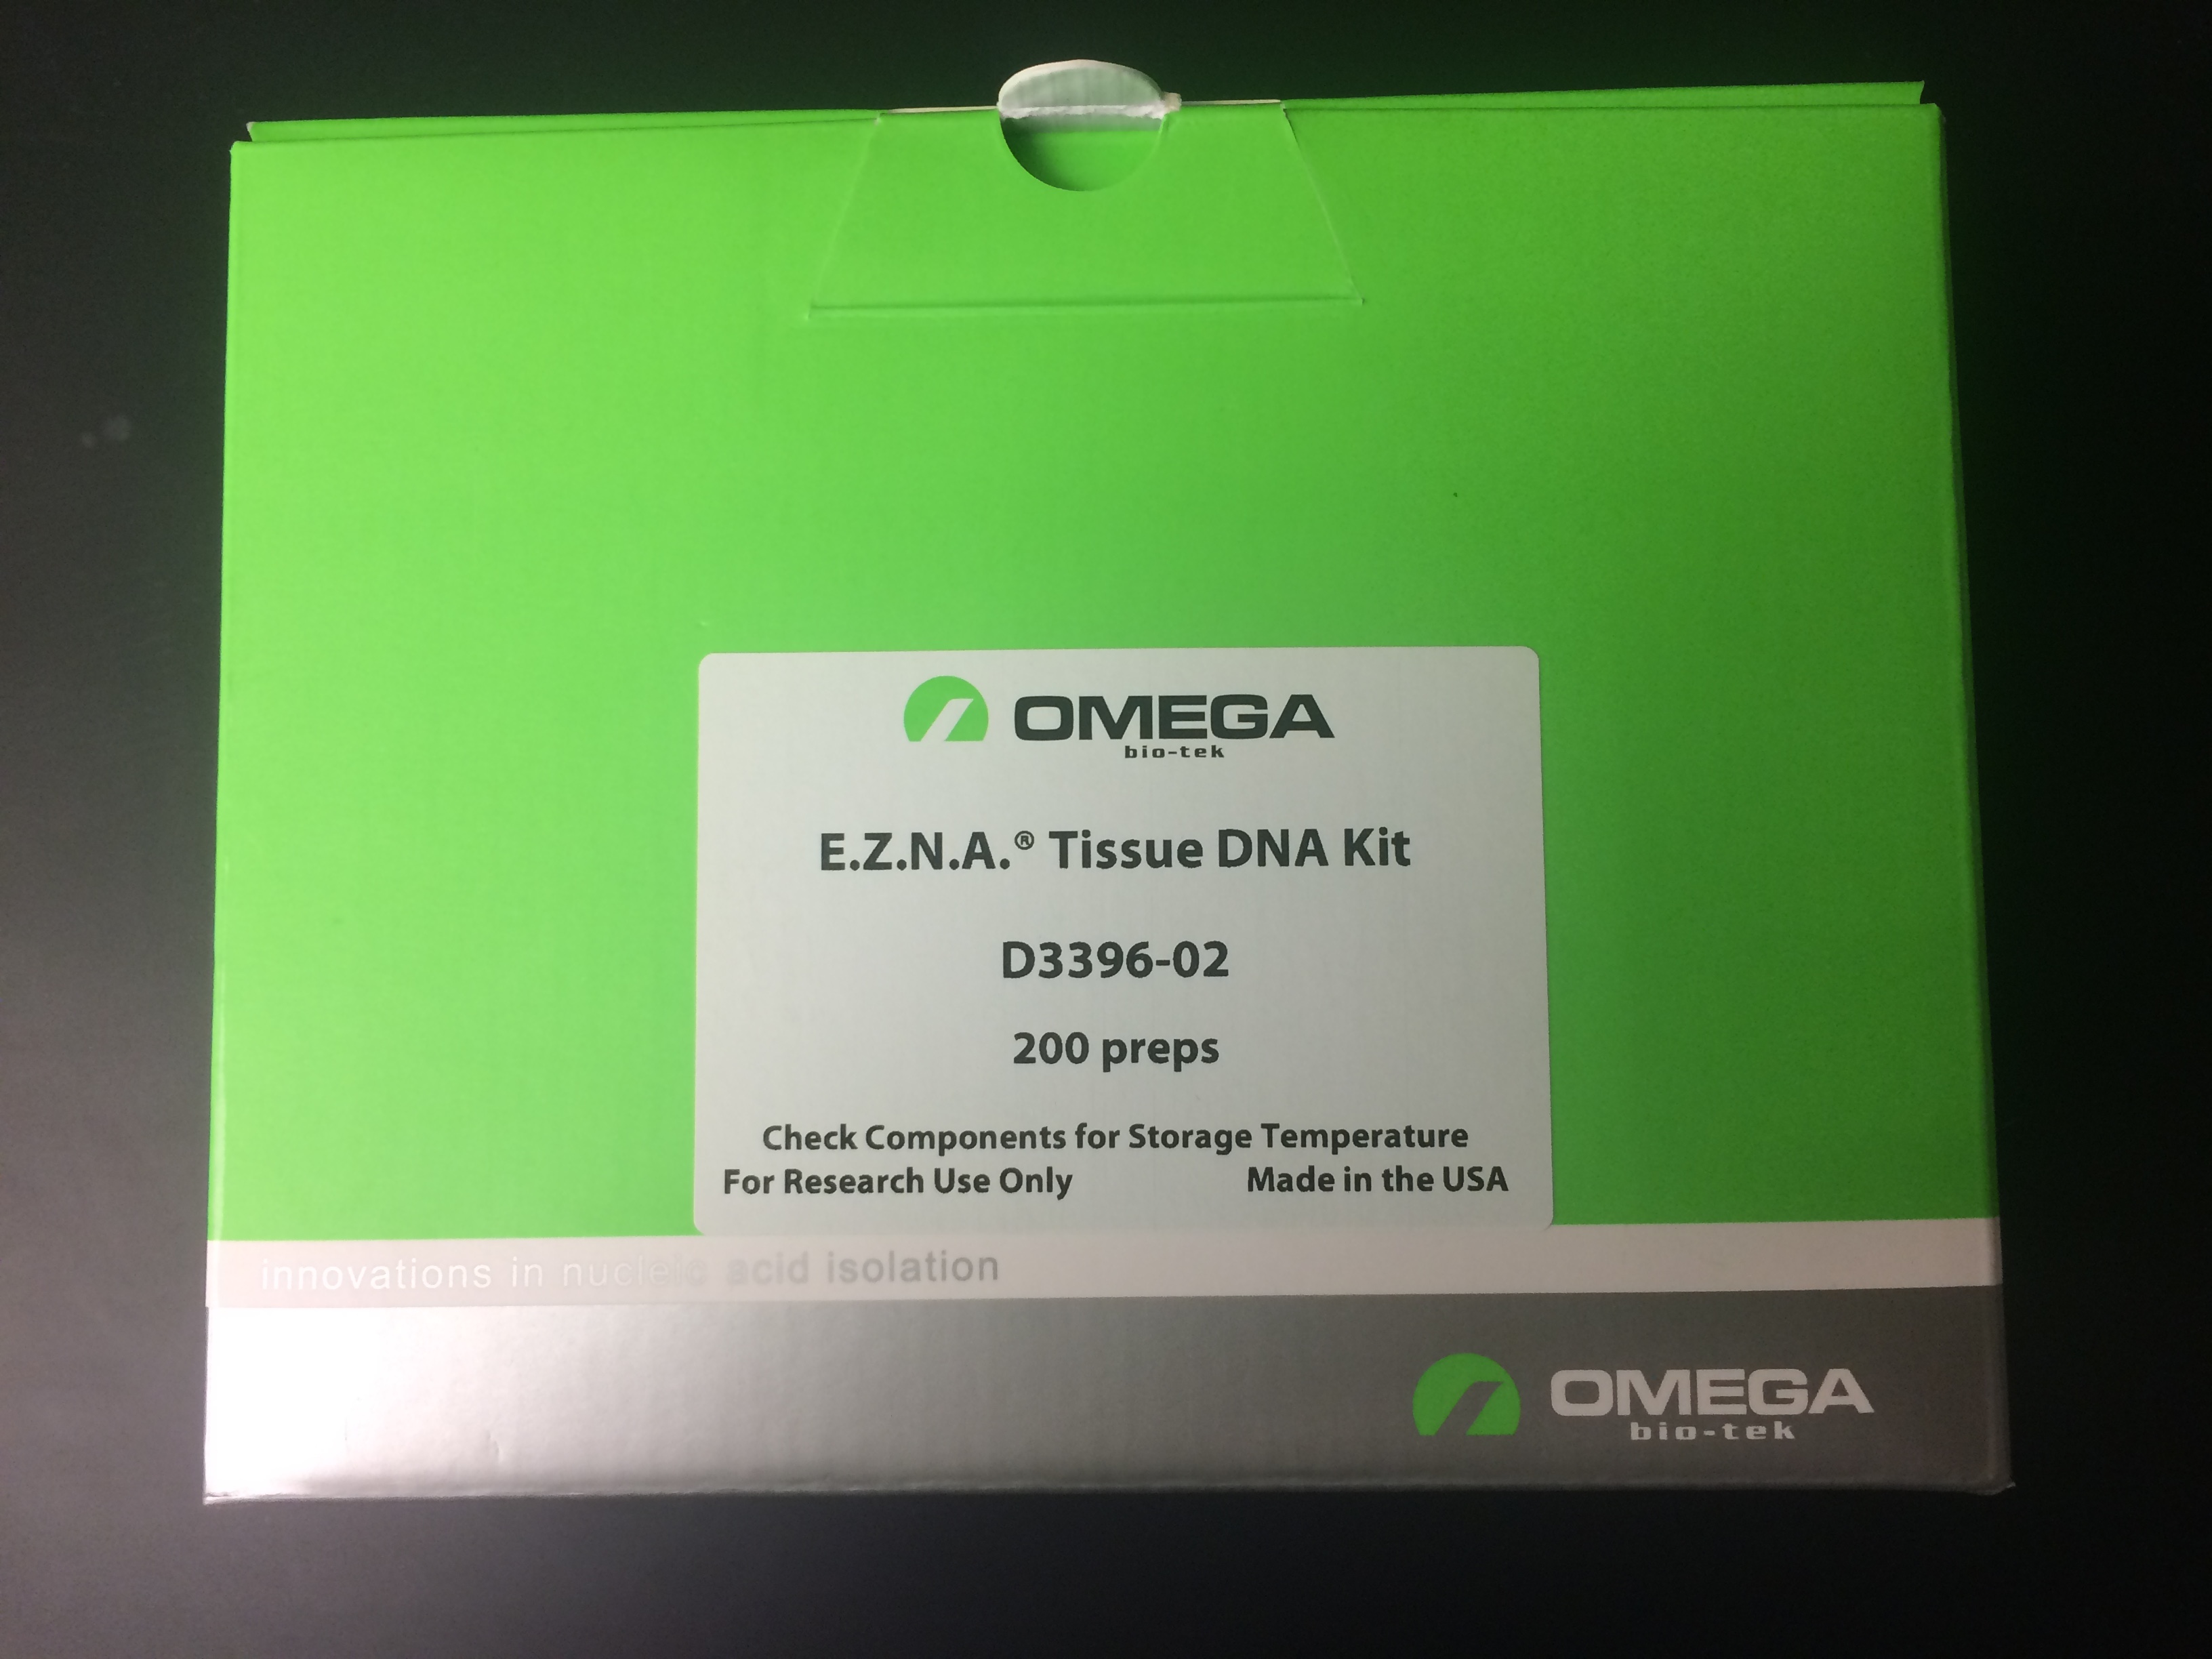 OMEGA
bio-tek
E.Z.N.A.® Tissue DNA Kit
D3396-02
200 preps
Check Components for Storage Temperature
For Research Use Only Made in the USA
innovations in nucleic acid isolation
OMEGA
bio-tek